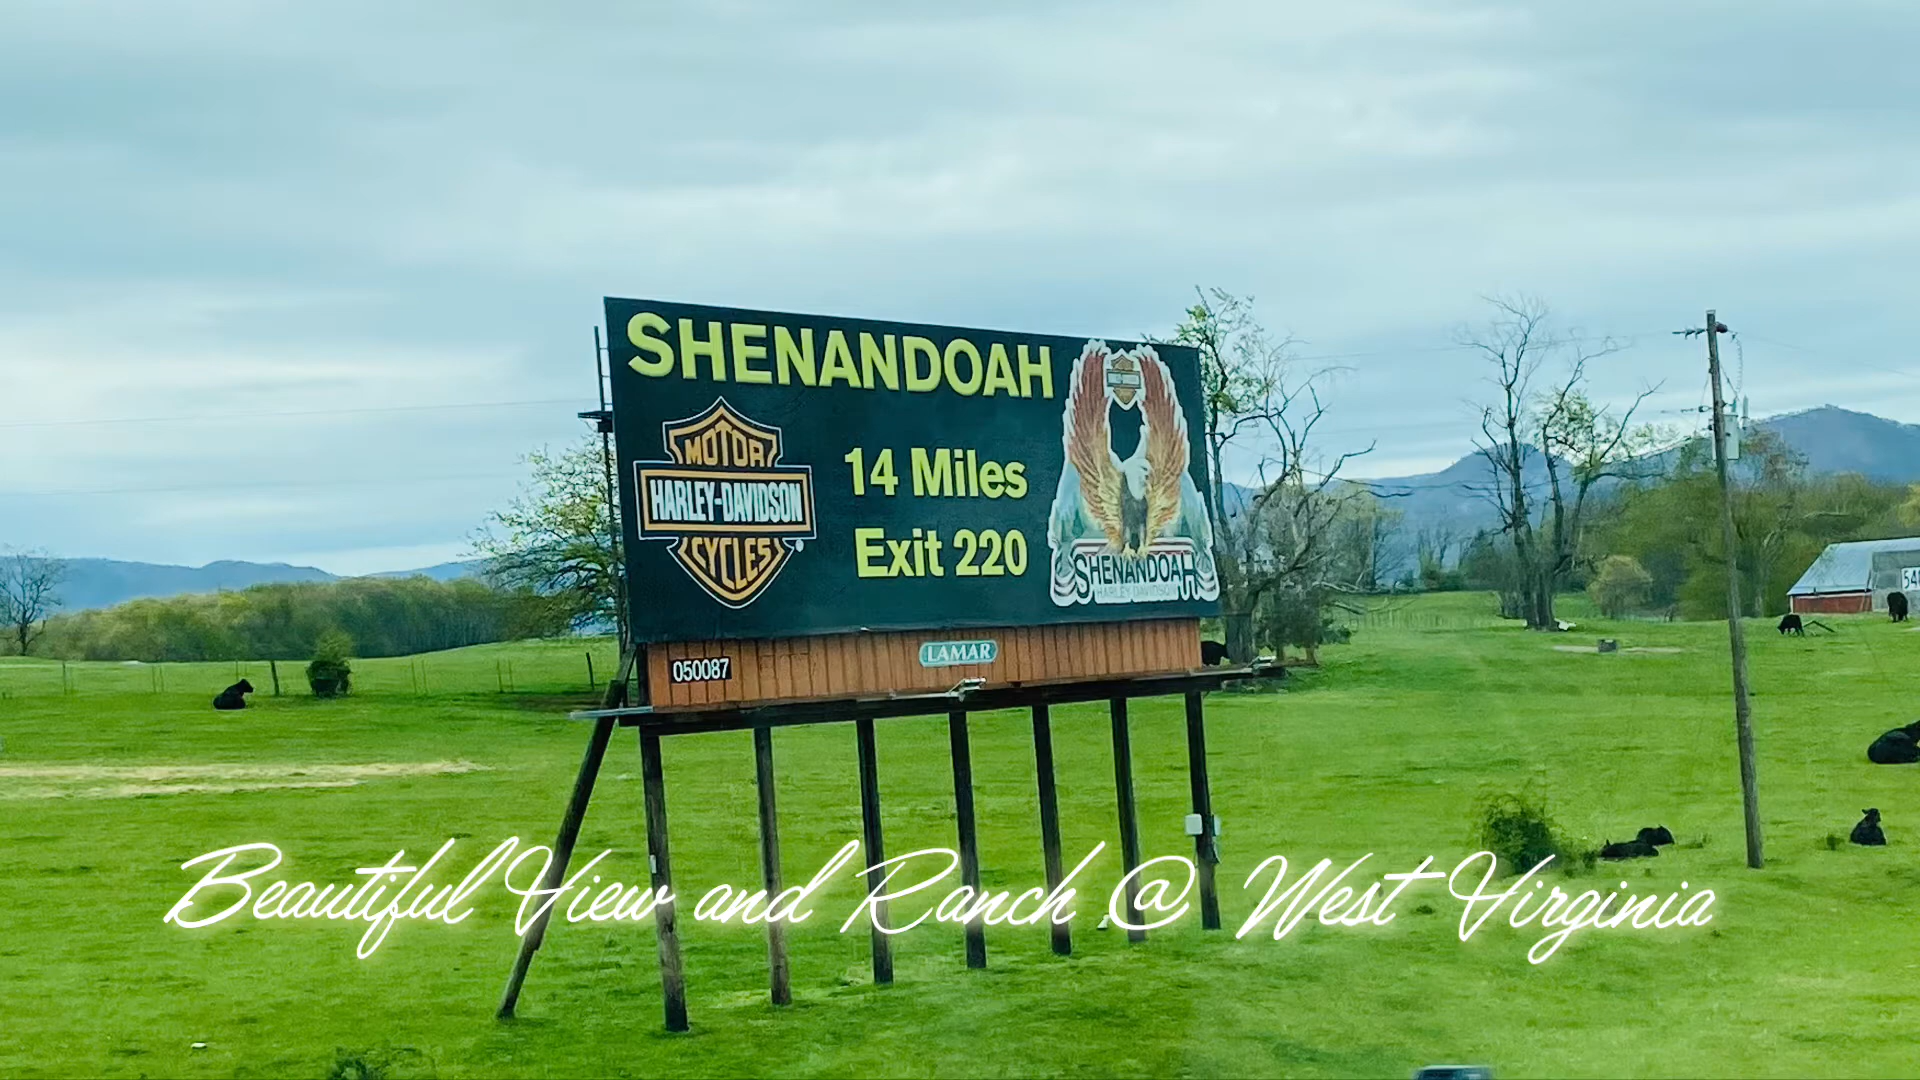 SHENANDOAH
MOTOR
HARLEY-DAVIDSON
CYCLES
14 Miles
Exit 220
SHENANDOAH
HARLEY-DAVIDSON
050087
LAMAR
Beautiful View and Ranch @ West Virginia